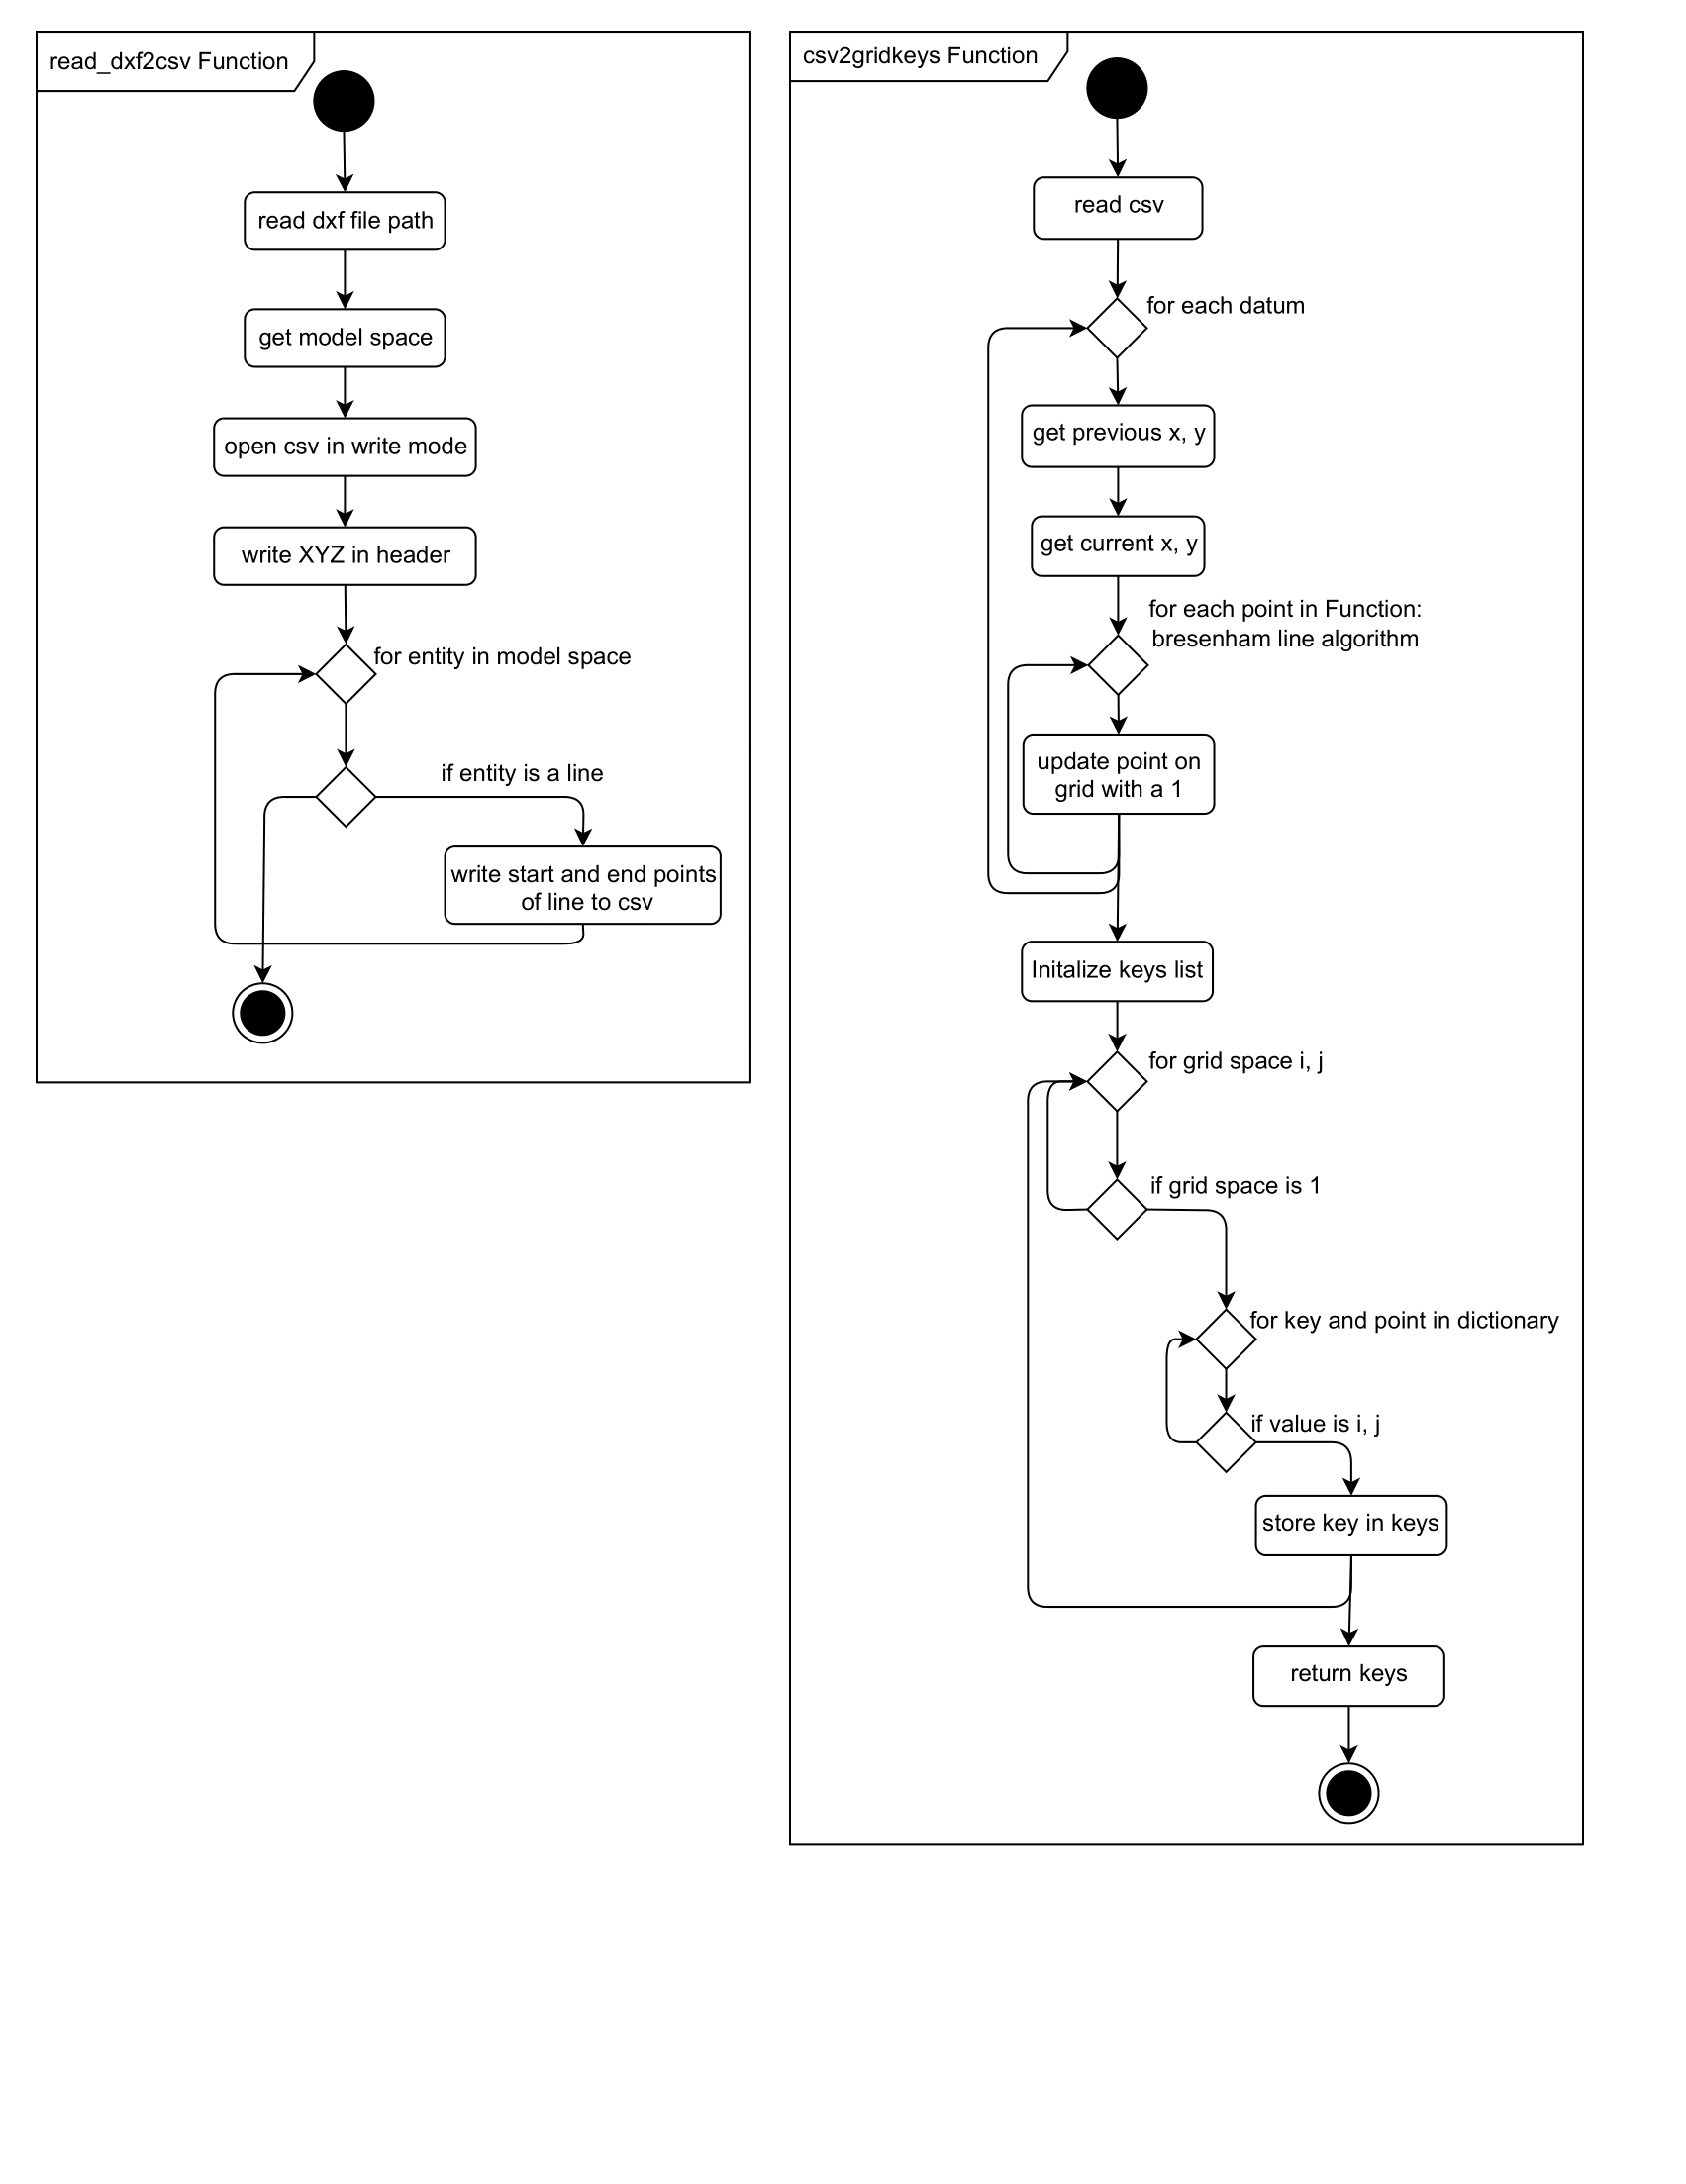 read_dxf2csv Function
read dxf file path
get model space
open csv in write mode
write XYZ in header
for entity in model space
if entity is a line
write start and end points
of line to csv
csv2gridkeys Function
read csv
for each datum
get previous x, y
get current x, y
for each point in Function:
bresenham line algorithm
update point on
grid with a 1
Initalize keys list
for grid space i, j
if grid space is 1
for key and point in dictionary
if value is i, j
store key in keys
return keys